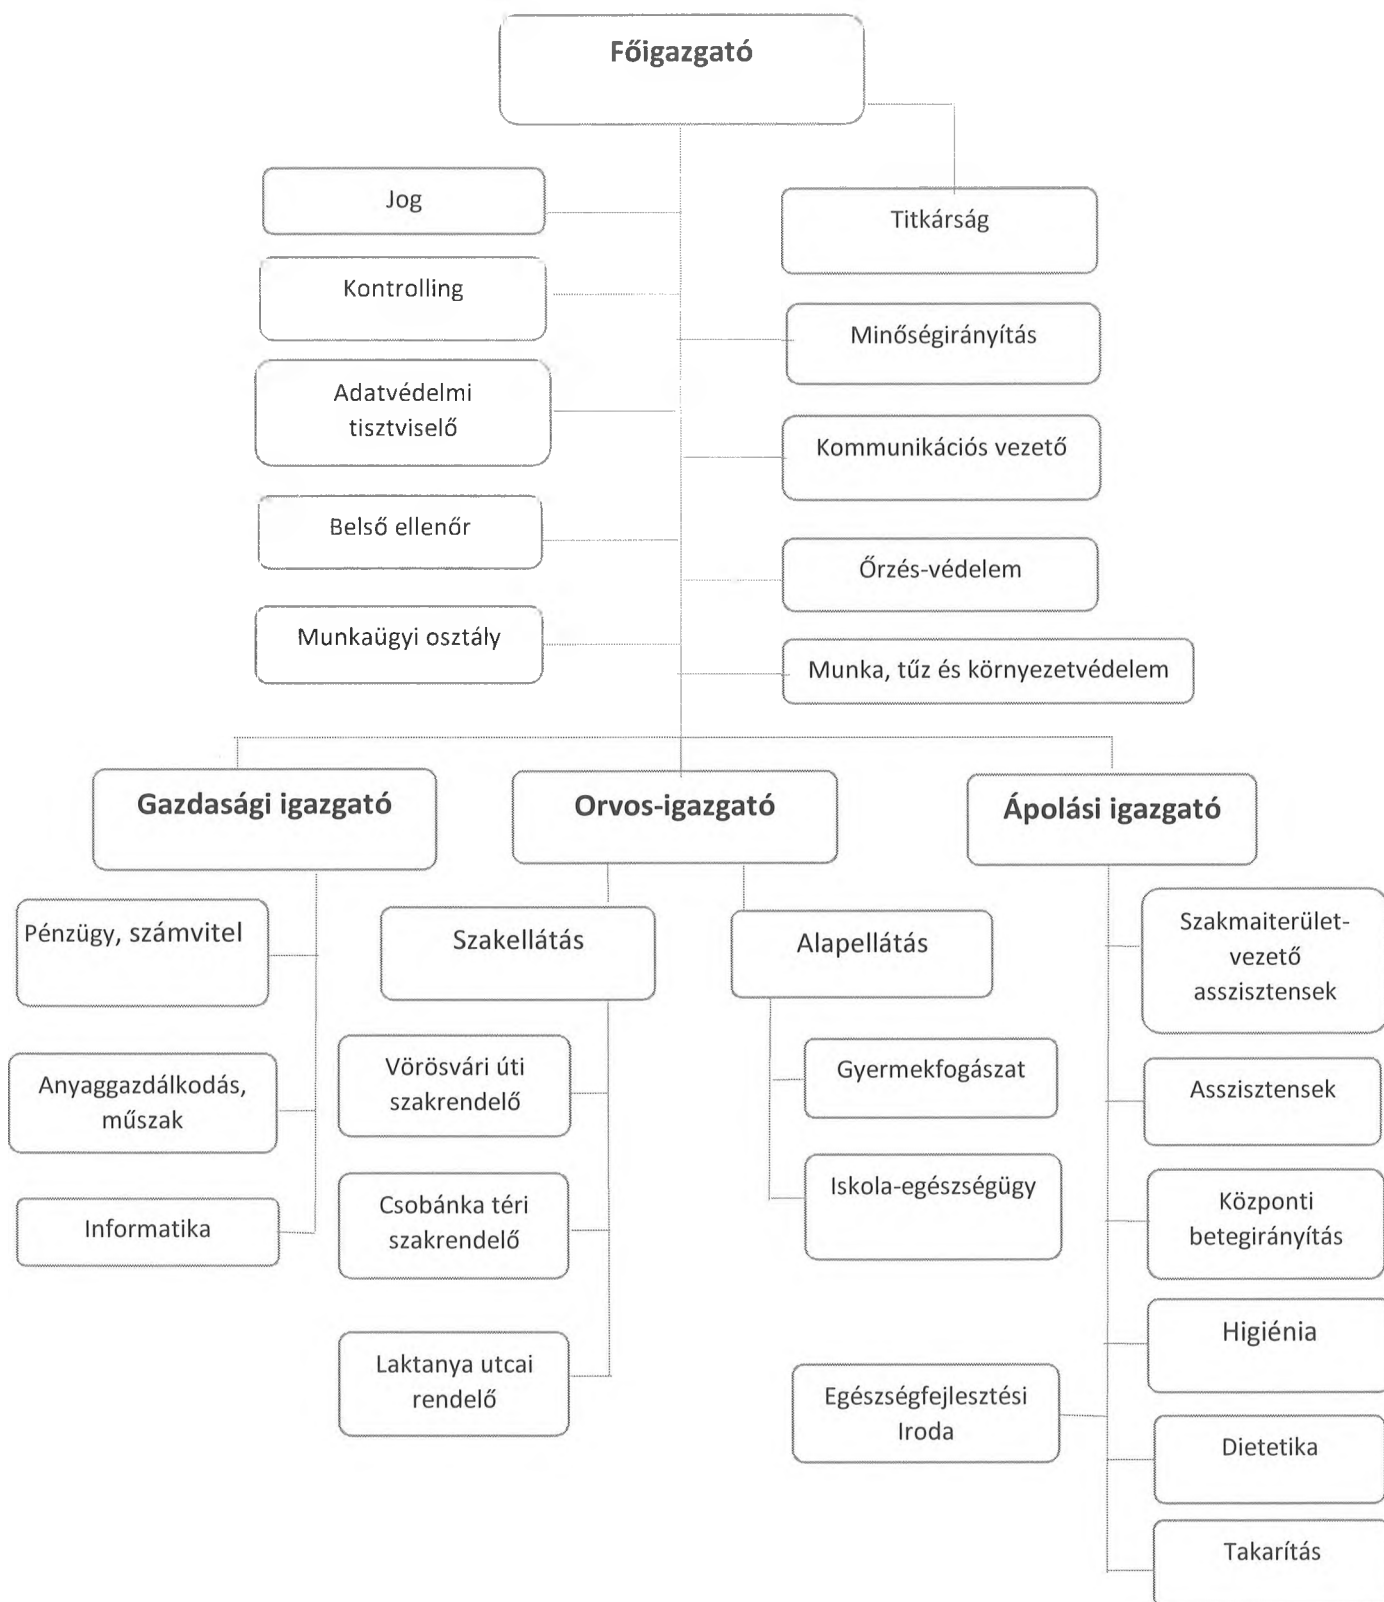 Főigazgató
Jog
Titkárság
Kontrolling
Minőségirányítás
Adatvédelmi
tisztviselő
Kommunikációs vezető
Belső ellenőr
Őrzés-védelem
Munkaügyi osztály
Munka, tűz és környezetvédelem
Gazdasági igazgató
Orvos-igazgató
Ápolási igazgató
Pénzügy, számvitel
Szakellátás
Alapellátás
Szakmaiterület-
vezető
asszisztensek
Vörösvári úti
szakrendelő
Gyermekfogászat
Anyaggazdálkodás,
műszak
Asszisztensek
Csobánka téri
szakrendelő
Iskola-egészségügy
Központi
betegirányítás
Informatika
Higiénia
Laktanya utcai
rendelő
Egészségfejlesztési
Iroda
Dietetika
Takarítás